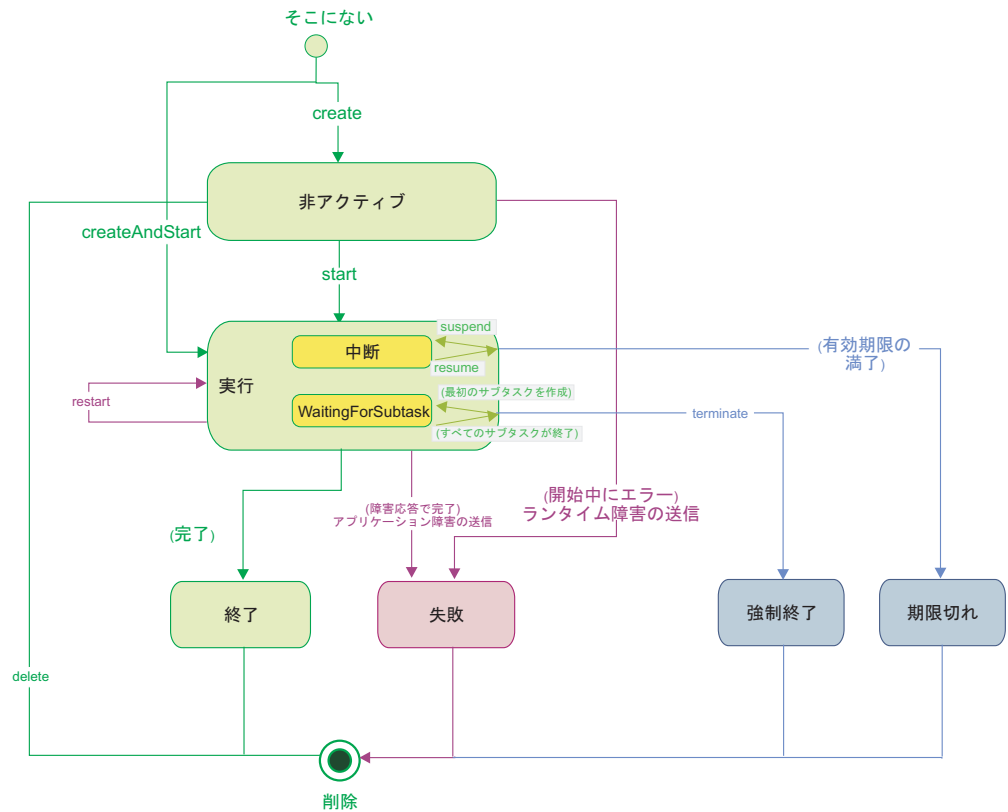 そこにない
create
非アクティブ
createAndStart
start
suspend
中断
resume
(有効期限の
満了)
実行
(最初のサブタスクを作成)
restart
WaitingForSubtask
terminate
(すべてのサブタスクが終了)
(開始中にエラー)
ランタイム障害の送信
(障害応答で完了)
アプリケーション障害の送信
(完了)
終了
失敗
強制終了
期限切れ
delete
削除